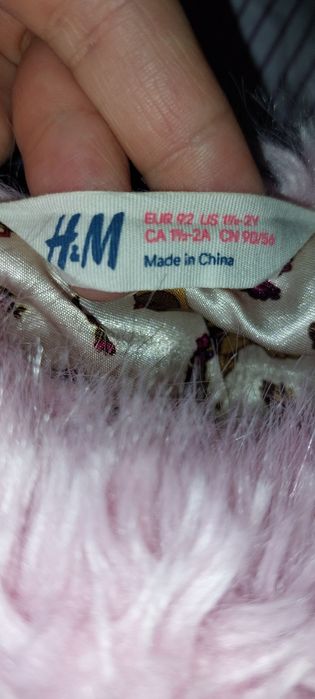 H&M
EUR 92 US 1½-2Y
CA 1½-2A CN 90/56
Made in China